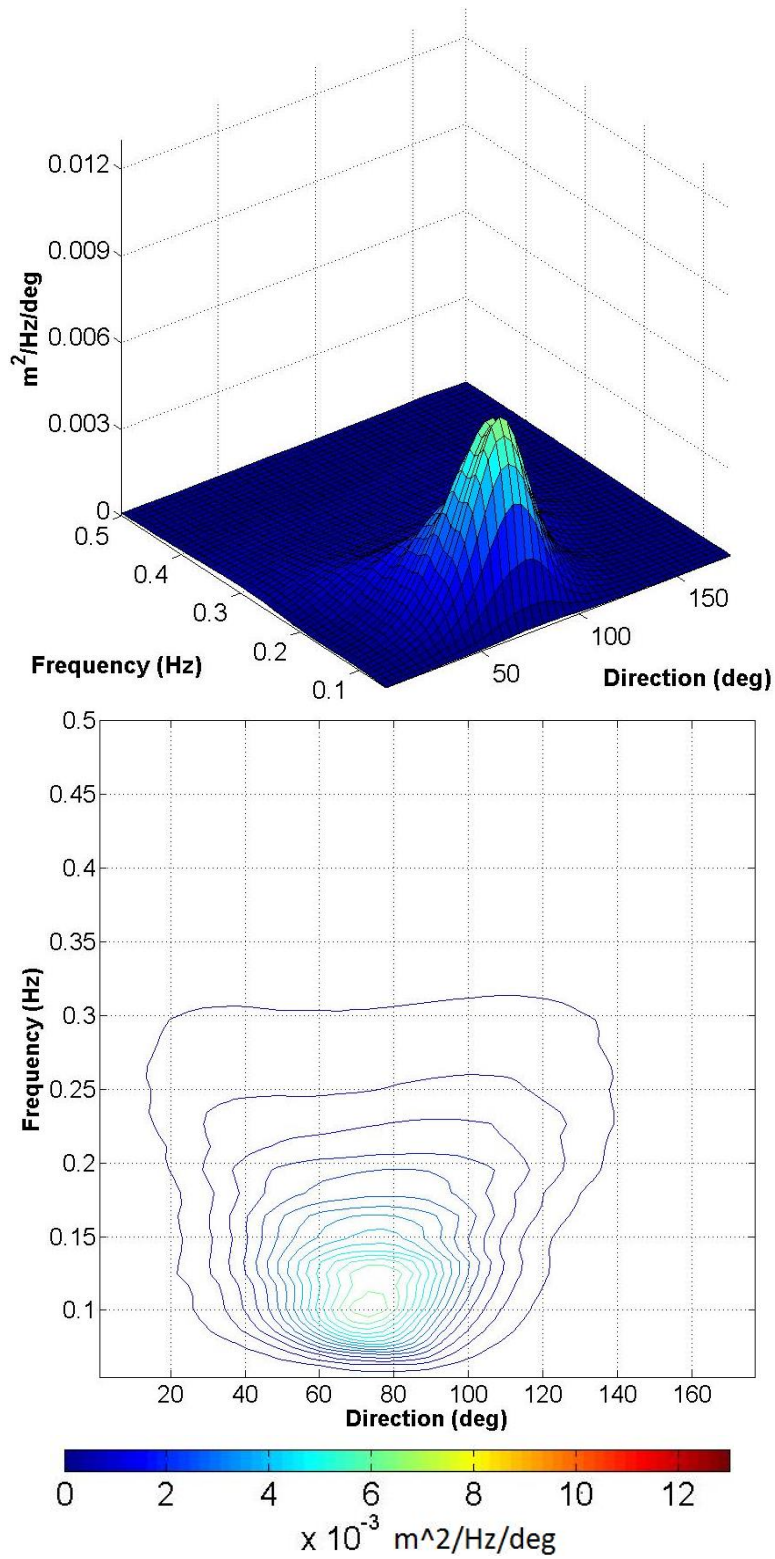 0.012
0.009
0.006
0.003
0
m²/Hz/deg
0.5
0.4
0.3
0.2
0.1
Frequency (Hz)
50
100
150
Direction (deg)
0.5
0.45
0.4
0.35
0.3
0.25
0.2
0.15
0.1
Frequency (Hz)
20 40 60 80 100 120 140 160
Direction (deg)
0 2 4 6 8 10 12
x 10⁻³ m^2/Hz/deg